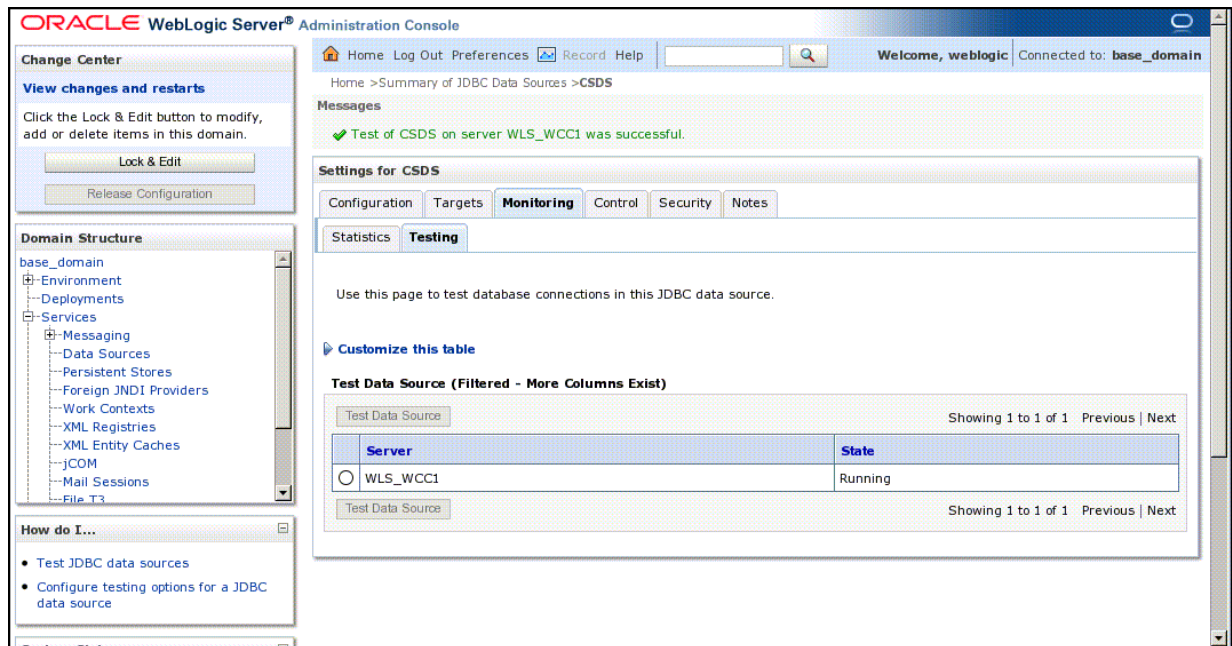 ORACLE WebLogic Server® Administration Console
Change Center
View changes and restarts
Click the Lock & Edit button to modify,
add or delete items in this domain.
Lock & Edit
Release Configuration
Domain Structure
base_domain
Environment
Deployments
Services
Messaging
Data Sources
Persistent Stores
Foreign JNDI Providers
Work Contexts
XML Registries
XML Entity Caches
jCOM
Mail Sessions
File T3
How do I...
Test JDBC data sources
Configure testing options for a JDBC
data source
Home Log Out Preferences Record Help
Welcome, weblogic Connected to: base_domain
Home >Summary of JDBC Data Sources >CSDS
Messages
Test of CSDS on server WLS_WCC1 was successful.
Settings for CSDS
Configuration Targets Monitoring Control Security Notes
Statistics Testing
Use this page to test database connections in this JDBC data source.
Customize this table
Test Data Source (Filtered - More Columns Exist)
Test Data Source Showing 1 to 1 of 1 Previous | Next
Server State
WLS_WCC1 Running
Test Data Source Showing 1 to 1 of 1 Previous | Next